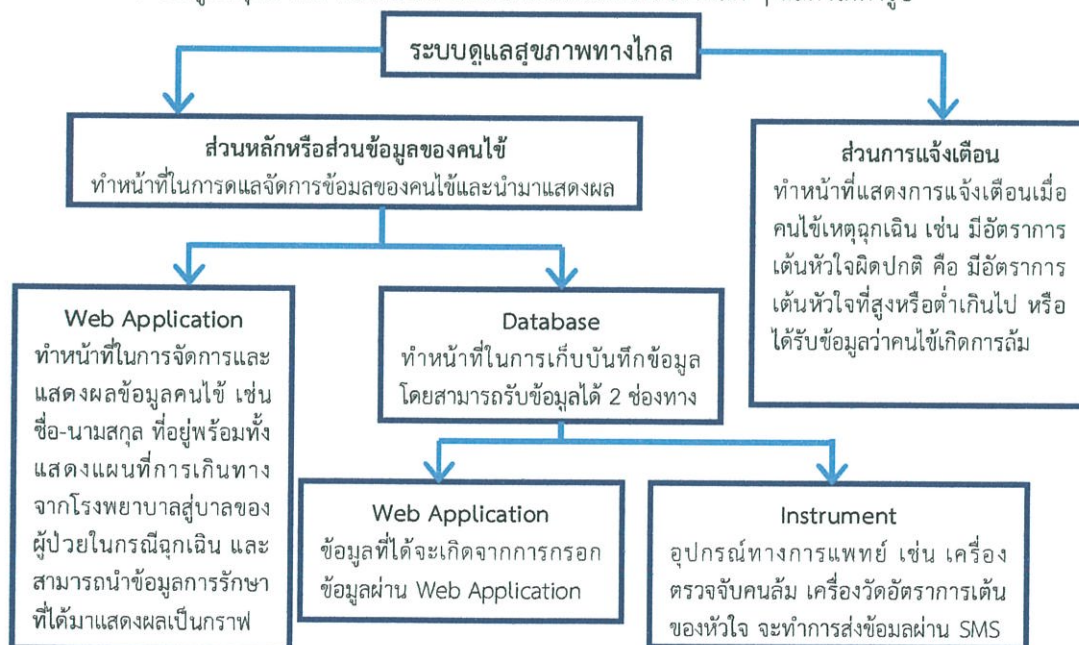 ระบบดูแลสุขภาพทางไกล
ส่วนหลักหรือส่วนข้อมูลของคนไข้
ทำหน้าที่ในการดแลจัดการข้อมลของคนไข้และนำมาแสดงผล
ส่วนการแจ้งเตือน
ทำหน้าที่แสดงการแจ้งเตือนเมื่อ
คนไข้เหตุฉุกเฉิน เช่น มีอัตราการ
เต้นหัวใจผิดปกติ คือ มีอัตราการ
เต้นหัวใจที่สูงหรือต่ำเกินไป หรือ
ได้รับข้อมูลว่าคนไข้เกิดการล้ม
Web Application
ทำหน้าที่ในการจัดการและ
แสดงผลข้อมูลคนไข้ เช่น
ชื่อ-นามสกุล ที่อยู่พร้อมทั้ง
แสดงแผนที่การเกินทาง
จากโรงพยาบาลสู่บาลของ
ผู้ป่วยในกรณีฉุกเฉิน และ
สามารถนำข้อมูลการรักษา
ที่ได้มาแสดงผลเป็นกราฟ
Database
ทำหน้าที่ในการเก็บบันทึกข้อมูล
โดยสามารถรับข้อมูลได้ 2 ช่องทาง
Web Application
ข้อมูลที่ได้จะเกิดจากการกรอก
ข้อมูลผ่าน Web Application
Instrument
อุปกรณ์ทางการแพทย์ เช่น เครื่อง
ตรวจจับคนล้ม เครื่องวัดอัตราการเต้น
ของหัวใจ จะทำการส่งข้อมลผ่าน SMS